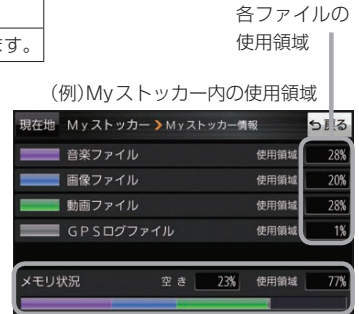 ます。
各ファイルの
使用領域
(例)Myストッカー内の使用領域
現在地 Myストッカー>Myストッカー情報 戻る
音楽ファイル 使用領域 28%
画像ファイル 使用領域 20%
動画ファイル 使用領域 28%
GPSログファイル 使用領域 1%
メモリ状況 空き 23% 使用領域 77%